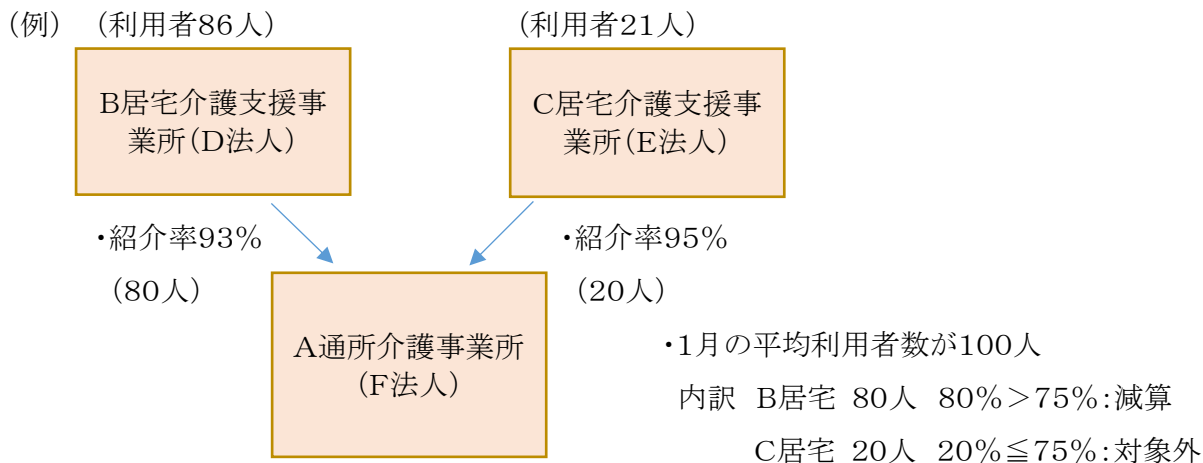 (例) (利用者86人) (利用者21人)
B居宅介護支援事
業所(D法人)
C居宅介護支援事
業所(E法人)
・紹介率93%
(80人)
・紹介率95%
(20人)
A通所介護事業所
(F法人)
・1月の平均利用者数が100人
内訳 B居宅 80人 80%>75%:減算
C居宅 20人 20%≦75%:対象外